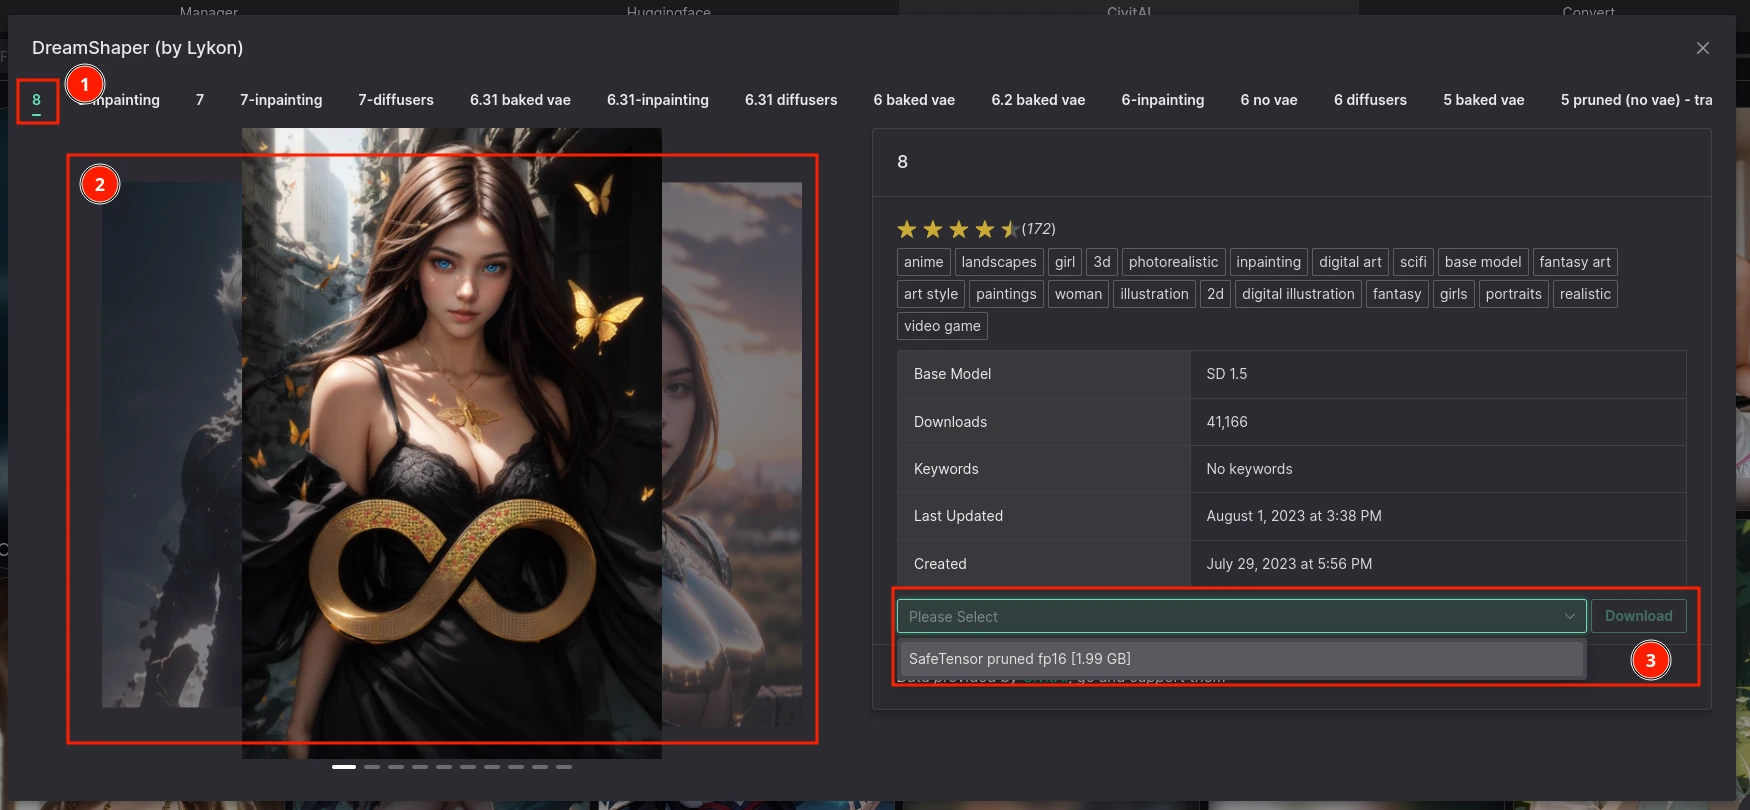 Manager Huggingface CivitAI Convert
DreamShaper (by Lykon)
1
8 8-inpainting 7 7-inpainting 7-diffusers 6.31 baked vae 6.31-inpainting 6.31 diffusers 6 baked vae 6.2 baked vae 6-inpainting 6 no vae 6 diffusers 5 baked vae 5 pruned (no vae) - tra
2
8
(172)
anime landscapes girl 3d photorealistic inpainting digital art scifi base model fantasy art
art style paintings woman illustration 2d digital illustration fantasy girls portraits realistic
video game
Base Model SD 1.5
Downloads 41,166
Keywords No keywords
Last Updated August 1, 2023 at 3:38 PM
Created July 29, 2023 at 5:56 PM
Please Select Download
SafeTensor pruned fp16 [1.99 GB]
3
Data provided by CivitAI, go and support them